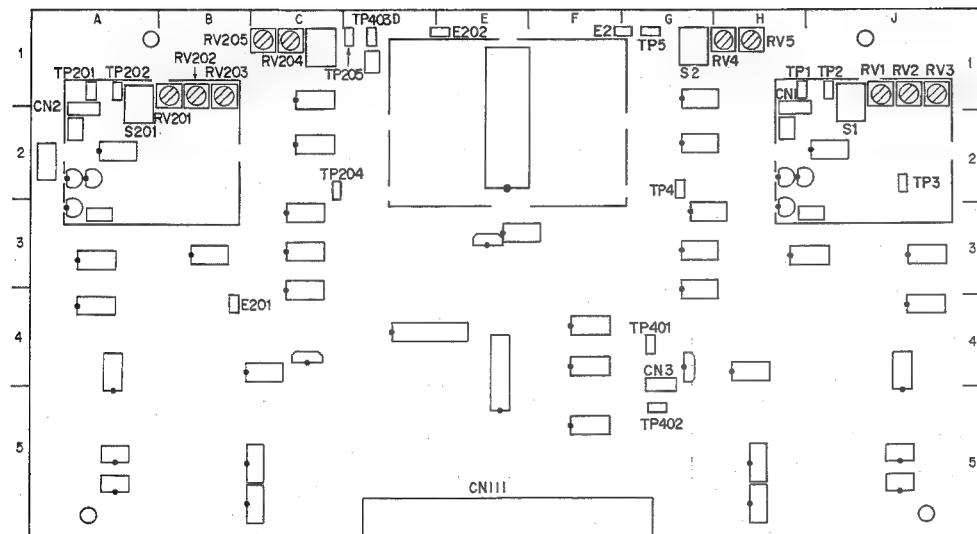 A B C D E F G H J
TP403
RV205 E202 E2 TP5 RV5
RV202 RV204 TP205 S2 RV4
1 1
TP201 TP202 RV203 TP1 TP2 RV1 RV2 RV3
CN2 CN1
S201 RV201 S1
2 2
TP204 TP4 TP3
3 3
E201
TP401
4 4
CN3
TP402
5 5
CN111